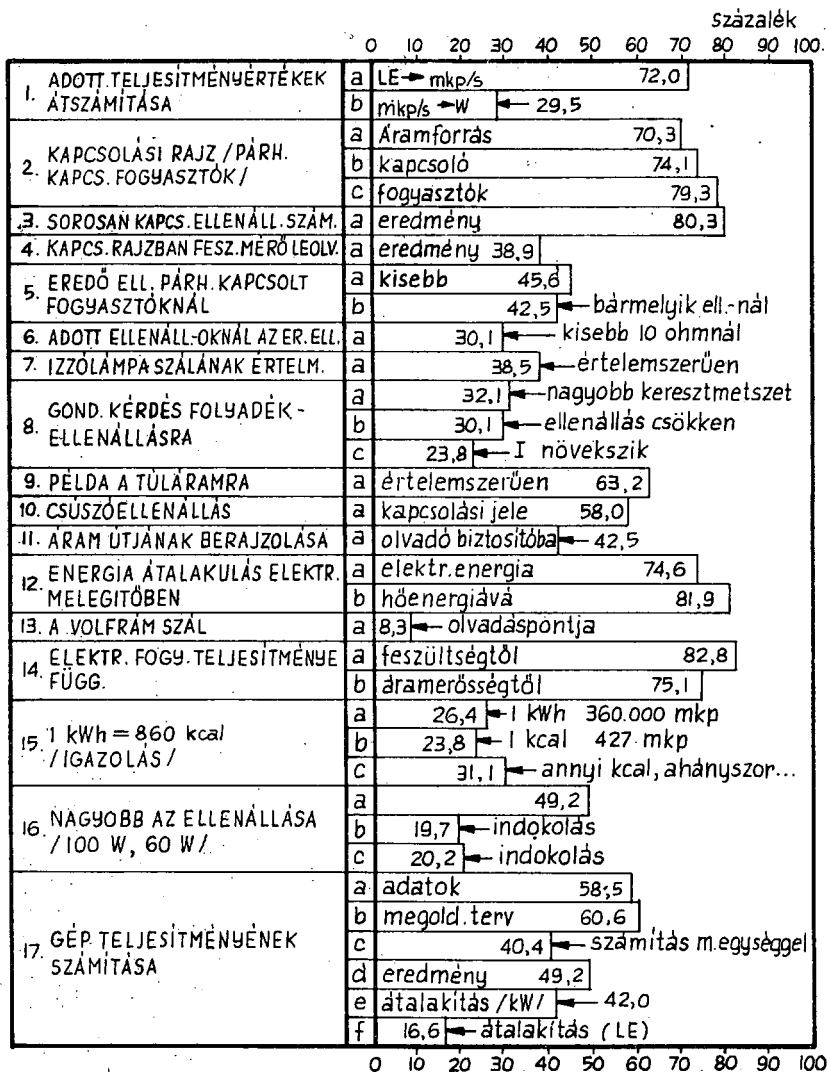 százalék
0 10 20 30 40 50 60 70 80 90 100.
1. ADOTT TELJESÍTMÉNYÉRTÉKEK ÁTSZÁMÍTÁSA
a LE → mkp/s 72,0
b mkp/s → W ← 29,5
2. KAPCSOLÁSI RAJZ /PÁRH. KAPCS. FOGYASZTÓK/
a Áramforrás 70,3
b kapcsoló 74,1
c fogyasztók 79,3
3. SOROSAN KAPCS. ELLENÁLL. SZÁM. a eredmény 80,3
4. KAPCS. RAJZBAN FESZ. MÉRŐ LEOLV. a eredmény 38,9
5. EREDŐ ELL. PÁRH. KAPCSOLT FOGYASZTÓKNÁL
a kisebb 45,6
b 42,5 ← bármelyik ell.-nál
6. ADOTT ELLENÁLL-OKNÁL AZ ER. ELL. a 30,1 ← kisebb 10 ohmnál
7. IZZÓLÁMPA SZÁLÁNAK ÉRTELM. a 38,5 ← értelemszerűen
8. GOND. KÉRDÉS FOLYADÉK- ELLENÁLLÁSRA
a 32,1 ← nagyobb keresztmetszet
b 30,1 ← ellenállás csökken
c 23,8 ← I növekszik
9. PÉLDA A TÚLÁRAMRA a értelemszerűen 63,2
10. CSÚSZÓELLENÁLLÁS a kapcsolási jele 58,0
11. ÁRAM ÚTJÁNAK BERAJZOLÁSA a olvadó biztosítóba ← 42,5
12. ENERGIA ÁTALAKULÁS ELEKTR. MELEGITŐBEN
a elektr. energia 74,6
b hőenergiává 81,9
13. A VOLFRÁM SZÁL a 8,3 ← olvadáspontja
14. ELEKTR. FOGY. TELJESÍTMÉNYE FÜGG.
a feszültségtől 82,8
b áramerősségtől 75,1
15. 1 kWh = 860 kcal /IGAZOLÁS/
a 26,4 ← 1 kWh 360.000 mkp
b 23,8 ← 1 kcal 427 mkp
c 31,1 ← annyi kcal, ahányszor...
16. NAGYOBB AZ ELLENÁLLÁSA /100 W, 60 W/
a 49,2
b 19,7 ← indokolás
c 20,2 ← indokolás
17. GÉP TELJESÍTMÉNYÉNEK SZÁMÍTÁSA
a adatok 58,5
b megold. terv 60,6
c 40,4 ← számítás m.egységgel
d eredmény 49,2
e átalakítás /kW/ ← 42,0
f 16,6 ← átalakítás (LE)
0 10 20 30 40 50 60 70 80 90 100